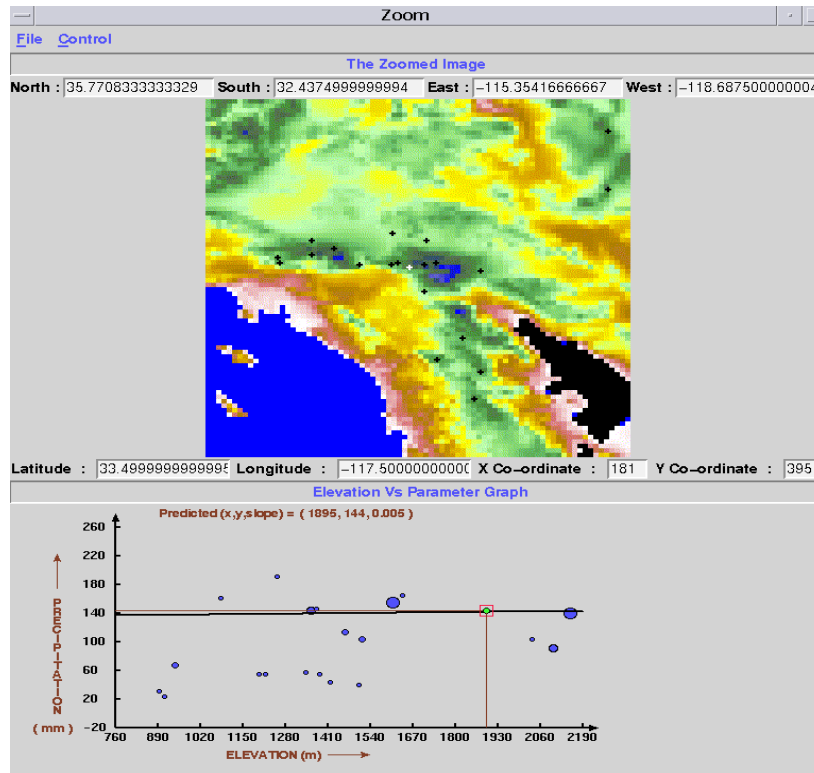 Zoom
File Control
The Zoomed Image
North : 35.7708333333329 South : 32.4374999999994 East : −115.35416666667 West : −118.687500000004
Latitude : 33.4999999999995 Longitude : −117.5000000000 X Co−ordinate : 181 Y Co−ordinate : 395
Elevation Vs Parameter Graph
Predicted (x,y,slope) = ( 1895, 144, 0.005 )
260
220
180
140
100
60
20
−20
PRECIPITATION
( mm )
760 890 1020 1150 1280 1410 1540 1670 1800 1930 2060 2190
ELEVATION (m)